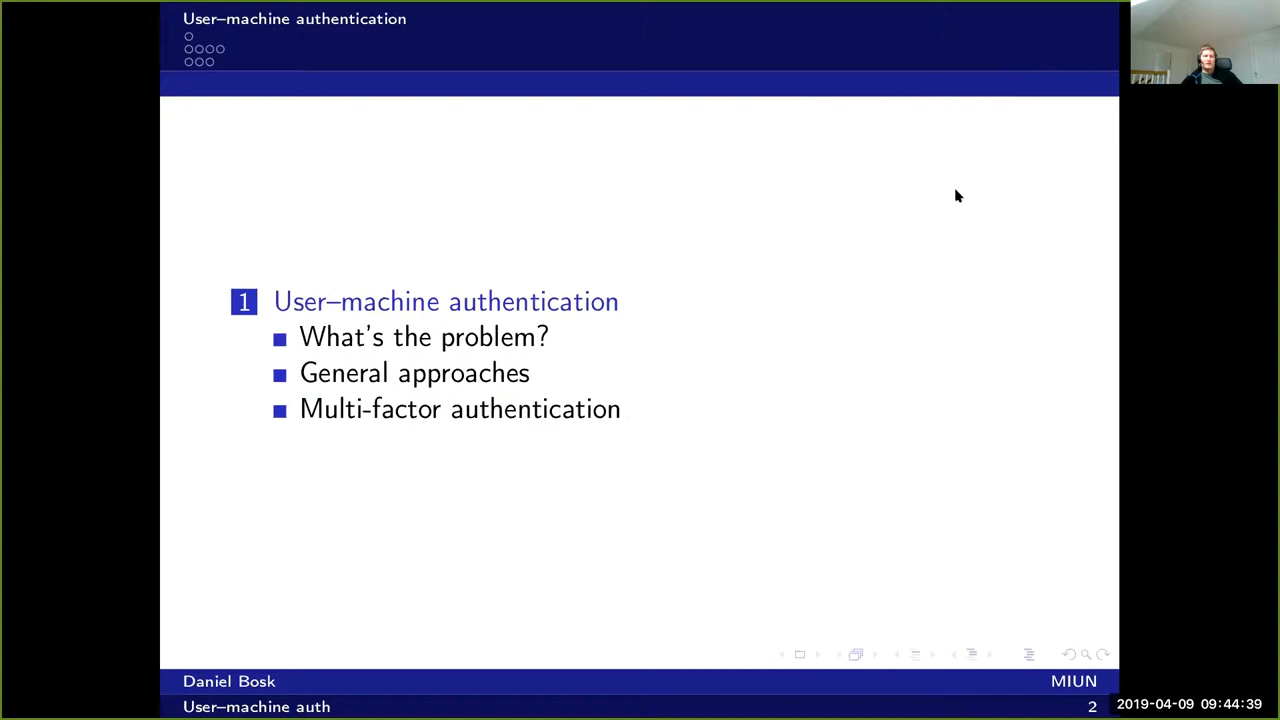 User–machine authentication
1 User–machine authentication
What's the problem?
General approaches
Multi-factor authentication
Daniel Bosk MIUN
User–machine auth 2
2019-04-09 09:44:39